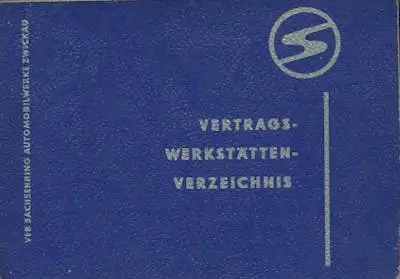 VERTRAGS-
WERKSTÄTTEN-
VERZEICHNIS
VEB SACHSENRING AUTOMOBILWERKE ZWICKAU